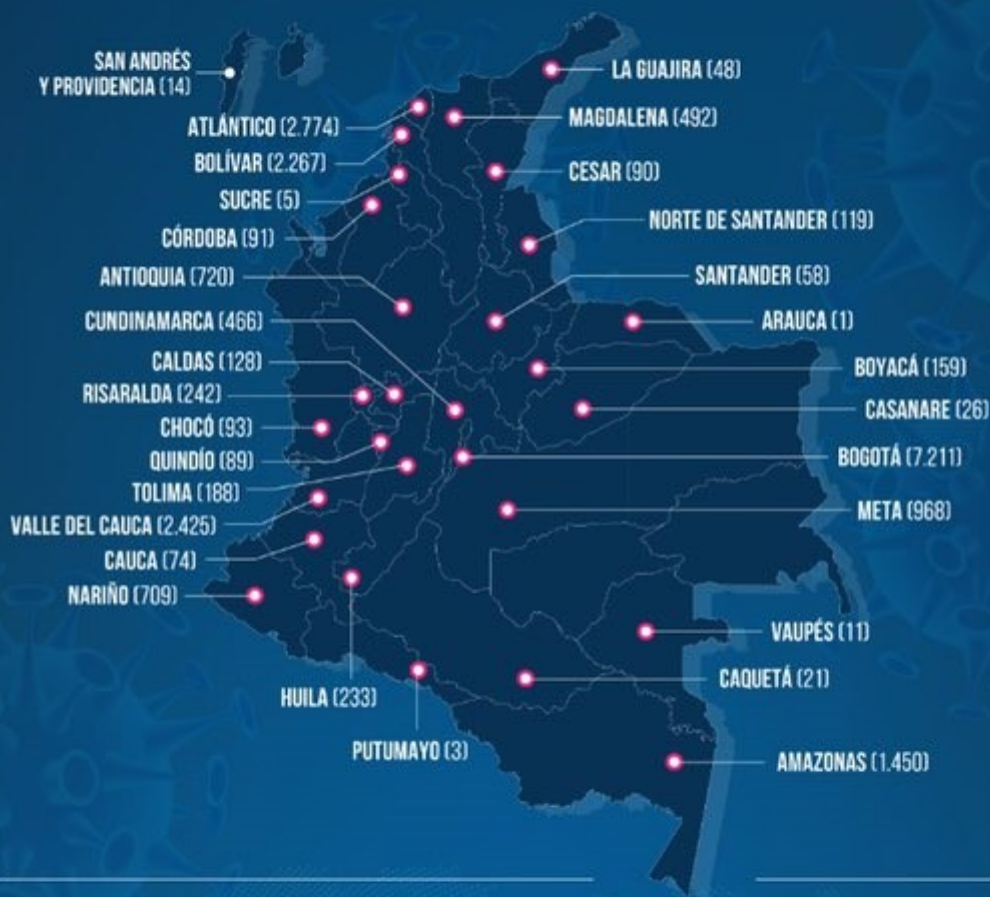 SAN ANDRÉS
Y PROVIDENCIA (14)
ATLÁNTICO (2.774)
BOLÍVAR (2.267)
SUCRE (5)
CÓRDOBA (91)
ANTIOQUIA (720)
CUNDINAMARCA (466)
CALDAS (128)
RISARALDA (242)
CHOCÓ (93)
QUINDÍO (89)
TOLIMA (188)
VALLE DEL CAUCA (2.425)
CAUCA (74)
NARIÑO (709)
HUILA (233)
PUTUMAYO (3)
LA GUAJIRA (48)
MAGDALENA (492)
CESAR (90)
NORTE DE SANTANDER (119)
SANTANDER (58)
ARAUCA (1)
BOYACÁ (159)
CASANARE (26)
BOGOTÁ (7.211)
META (968)
VAUPÉS (11)
CAQUETÁ (21)
AMAZONAS (1.450)